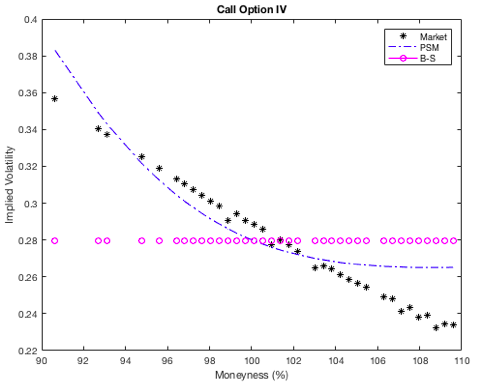 Call Option IV
0.4
0.38
0.36
0.34
0.32
0.3
0.28
0.26
0.24
0.22
Implied Volatility
Market
PSM
B-S
90 92 94 96 98 100 102 104 106 108 110
Moneyness (%)